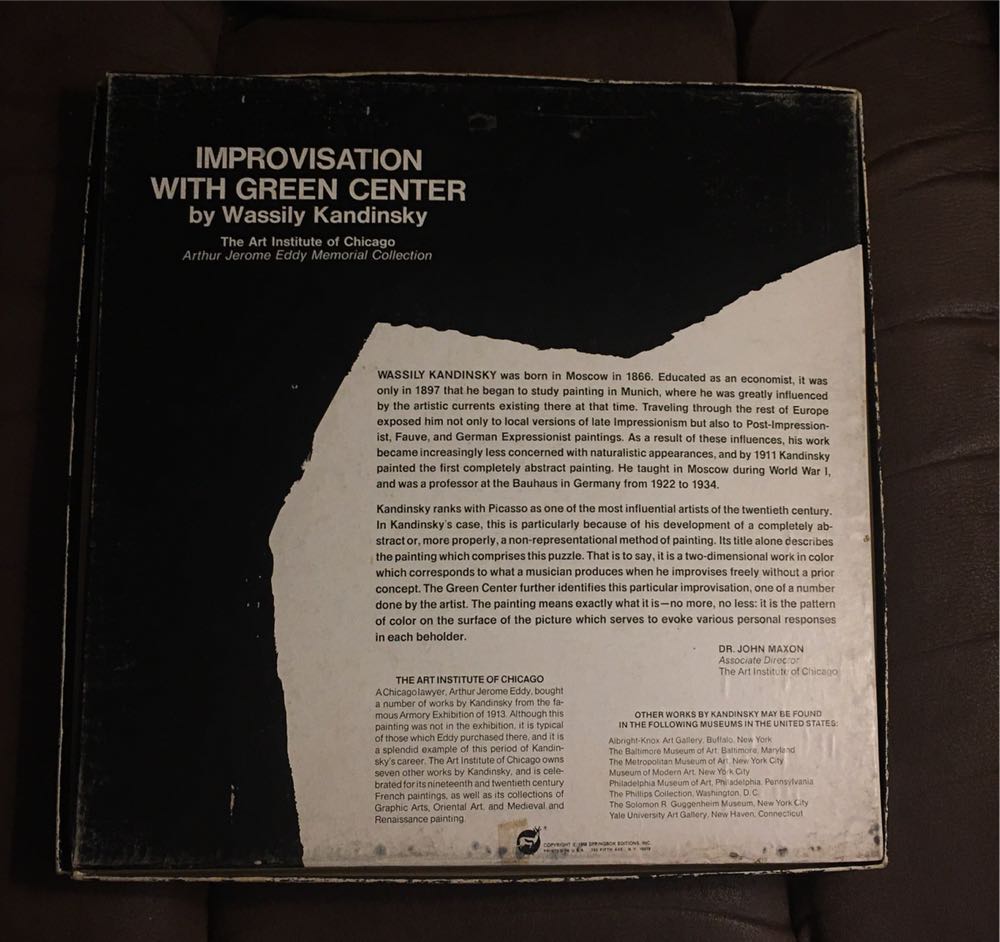 IMPROVISATION
WITH GREEN CENTER
by Wassily Kandinsky
The Art Institute of Chicago
Arthur Jerome Eddy Memorial Collection
WASSILY KANDINSKY was born in Moscow in 1866. Educated as an economist, it was
only in 1897 that he began to study painting in Munich, where he was greatly influenced
by the artistic currents existing there at that time. Traveling through the rest of Europe
exposed him not only to local versions of late Impressionism but also to Post-Impression-
ist, Fauve, and German Expressionist paintings. As a result of these influences, his work
became increasingly less concerned with naturalistic appearances, and by 1911 Kandinsky
painted the first completely abstract painting. He taught in Moscow during World War I,
and was a professor at the Bauhaus in Germany from 1922 to 1934.
Kandinsky ranks with Picasso as one of the most influential artists of the twentieth century.
In Kandinsky's case, this is particularly because of his development of a completely ab-
stract or, more properly, a non-representational method of painting. Its title alone describes
the painting which comprises this puzzle. That is to say, it is a two-dimensional work in color
which corresponds to what a musician produces when he improvises freely without a prior
concept. The Green Center further identifies this particular improvisation, one of a number
done by the artist. The painting means exactly what it is—no more, no less: it is the pattern
of color on the surface of the picture which serves to evoke various personal responses
in each beholder.
DR. JOHN MAXON
Associate Director
The Art Institute of Chicago
THE ART INSTITUTE OF CHICAGO
A Chicago lawyer, Arthur Jerome Eddy, bought
a number of works by Kandinsky from the fa-
mous Armory Exhibition of 1913. Although this
painting was not in the exhibition, it is typical
of those which Eddy purchased there, and it is
a splendid example of this period of Kandin-
sky's career. The Art Institute of Chicago owns
seven other works by Kandinsky, and is cele-
brated for its nineteenth and twentieth century
French paintings, as well as its collections of
Graphic Arts, Oriental Art, and Medieval and
Renaissance painting.
OTHER WORKS BY KANDINSKY MAY BE FOUND
IN THE FOLLOWING MUSEUMS IN THE UNITED STATES:
Albright-Knox Art Gallery, Buffalo, New York
The Baltimore Museum of Art, Baltimore, Maryland
The Metropolitan Museum of Art, New York City
Museum of Modern Art, New York City
Philadelphia Museum of Art, Philadelphia, Pennsylvania
The Phillips Collection, Washington, D.C.
The Solomon R. Guggenheim Museum, New York City
Yale University Art Gallery, New Haven, Connecticut
COPYRIGHT © SPRINGBOK EDITIONS, INC.
PRINTED IN U.S.A. FIFTH AVE., N.Y.